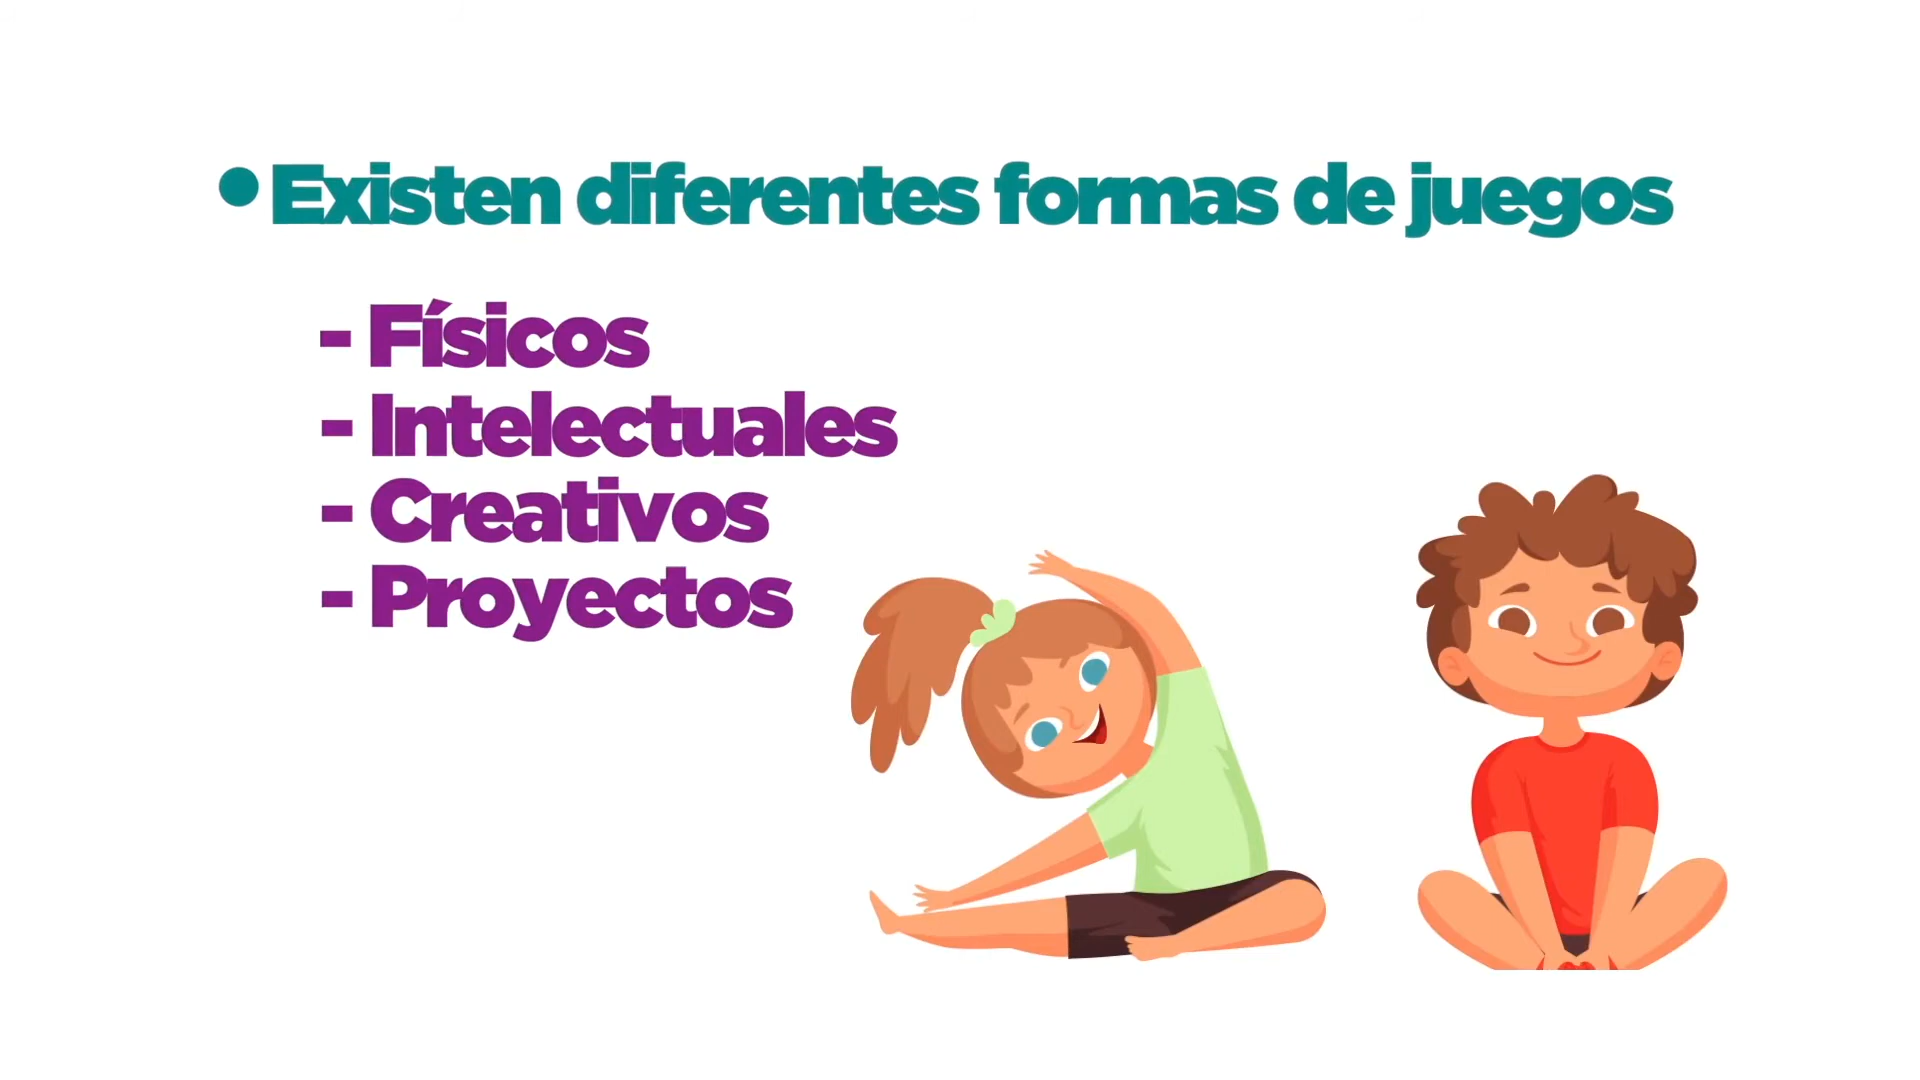 • Existen diferentes formas de juegos
- Físicos
- Intelectuales
- Creativos
- Proyectos